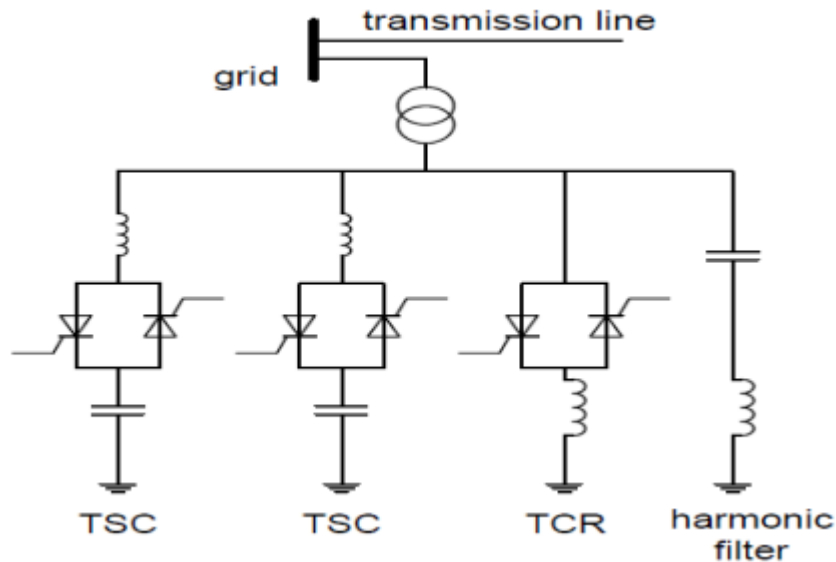 transmission line
grid
TSC
TSC
TCR
harmonic
filter